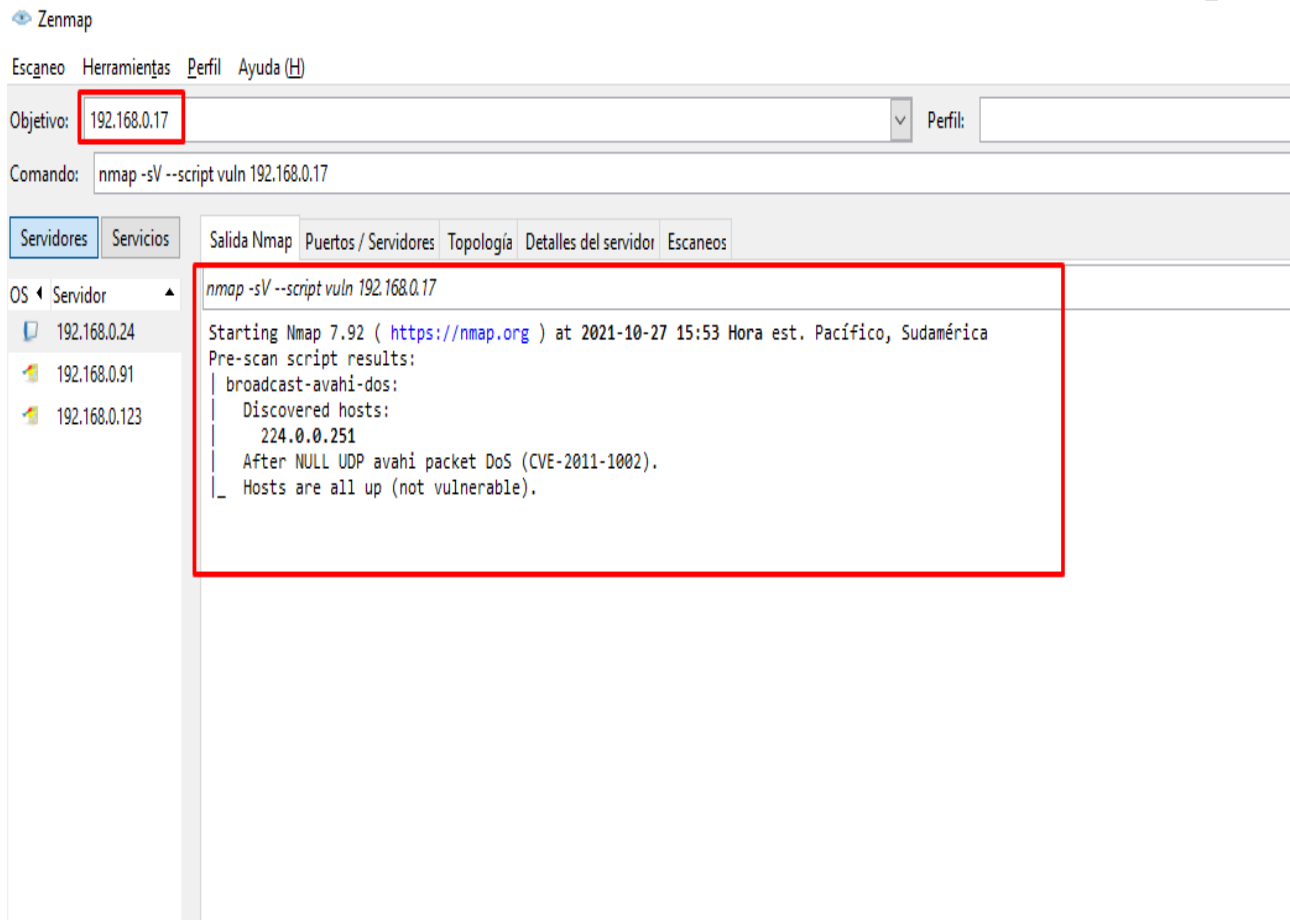 Zenmap
Escaneo Herramientas Perfil Ayuda (H)
Objetivo: 192.168.0.17 Perfil:
Comando: nmap -sV --script vuln 192.168.0.17
Servidores Servicios Salida Nmap Puertos / Servidores Topología Detalles del servidor Escaneos
OS Servidor
nmap -sV --script vuln 192.168.0.17
192.168.0.24
192.168.0.91
192.168.0.123
Starting Nmap 7.92 ( https://nmap.org ) at 2021-10-27 15:53 Hora est. Pacífico, Sudamérica
Pre-scan script results:
| broadcast-avahi-dos:
|   Discovered hosts:
|     224.0.0.251
|   After NULL UDP avahi packet DoS (CVE-2011-1002).
|_  Hosts are all up (not vulnerable).